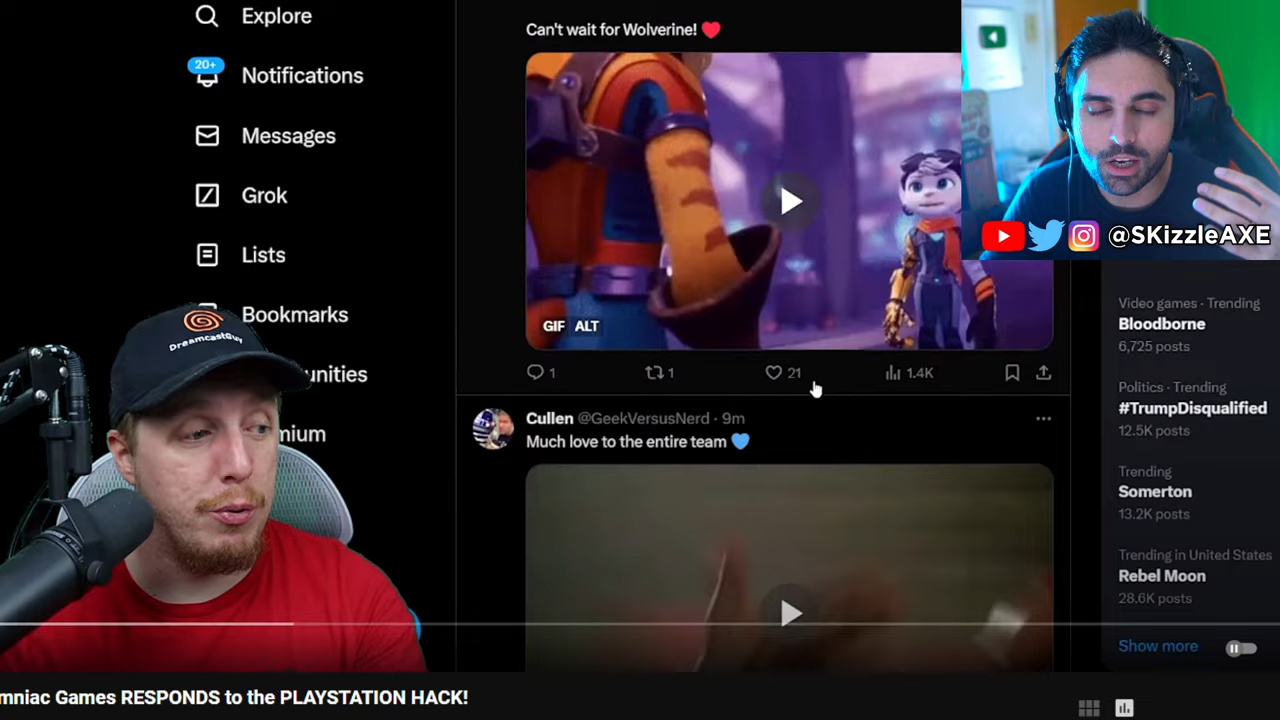 Explore
20+
Notifications
Messages
Grok
Lists
Bookmarks
unities
mium
DreamcastGuy
Can't wait for Wolverine! ❤️
GIF ALT
1 1 21 1.4K
Cullen @GeekVersusNerd · 9m
Much love to the entire team 💙
@SKizzleAXE
Video games · Trending
Bloodborne
6,725 posts
Politics · Trending
#TrumpDisqualified
12.5K posts
Trending
Somerton
13.2K posts
Trending in United States
Rebel Moon
28.6K posts
Show more
mniac Games RESPONDS to the PLAYSTATION HACK!